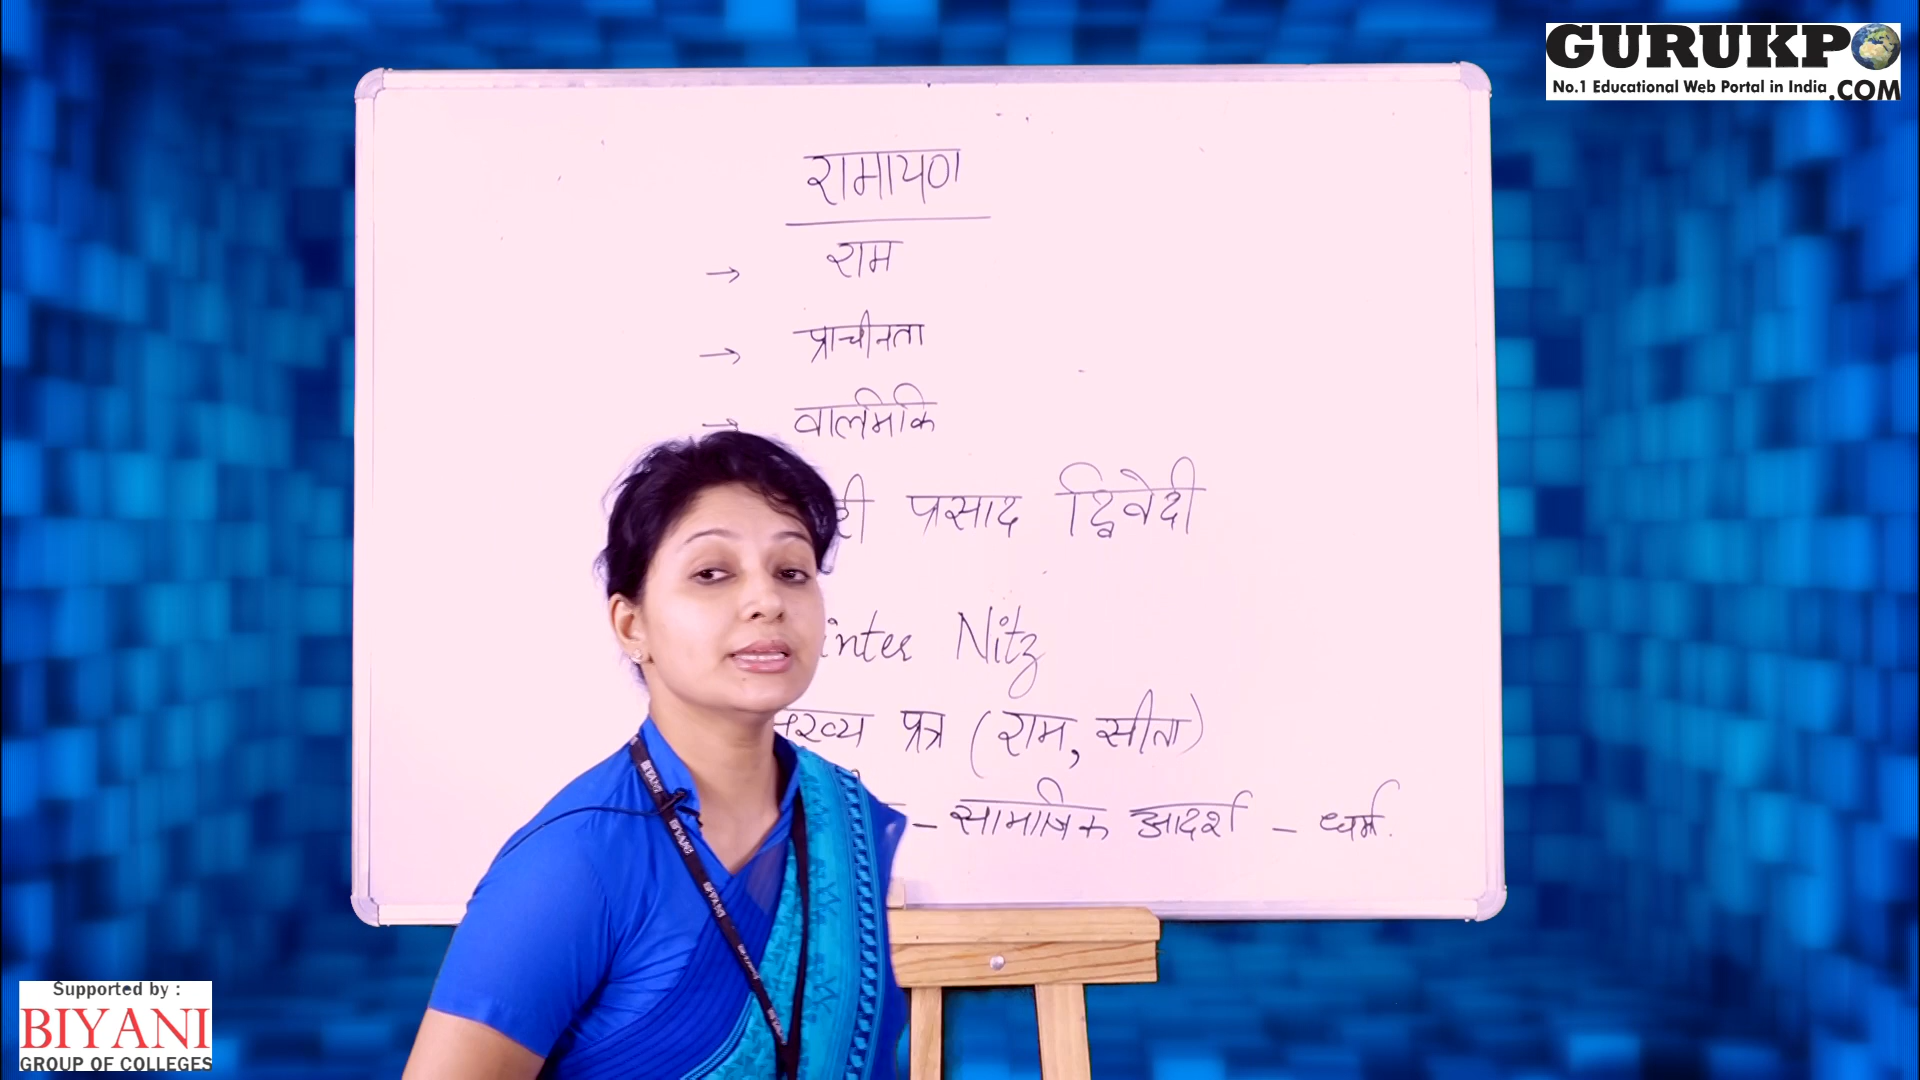 GURUKPO
No.1 Educational Web Portal in India .COM
रामायण
→ राम
→ प्राचीनता
→ वाल्मिकि
प्रसाद द्विवेदी
Nitz
पात्र (राम, सीता)
– सामाजिक आदर्श – धर्म.
BIYANI
Supported by :
BIYANI
GROUP OF COLLEGES